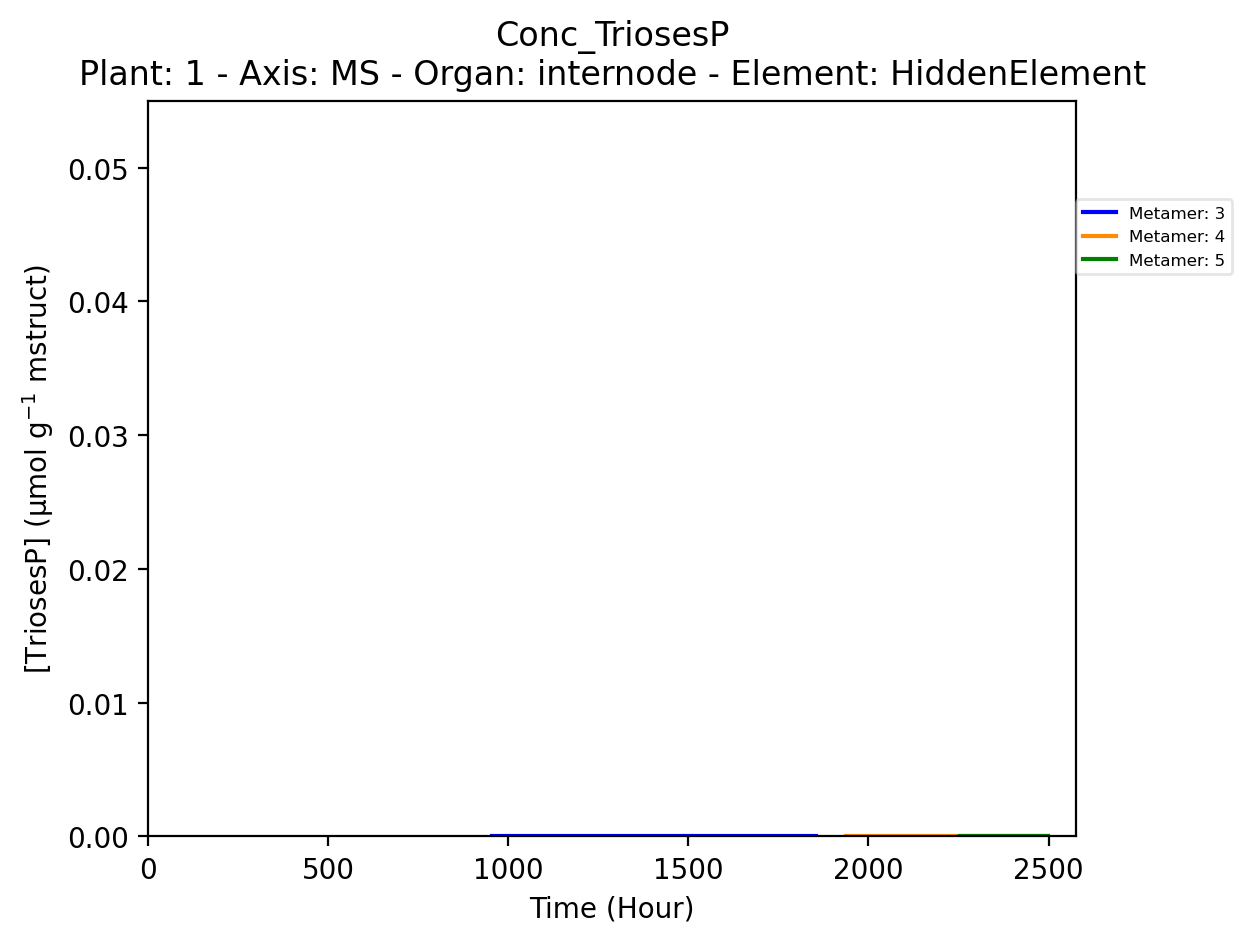 Conc_TriosesP
Plant: 1 - Axis: MS - Organ: internode - Element: HiddenElement
[TriosesP] (µmol g⁻¹ mstruct)
0.05
0.04
0.03
0.02
0.01
0.00
0 500 1000 1500 2000 2500
Time (Hour)
Metamer: 3
Metamer: 4
Metamer: 5